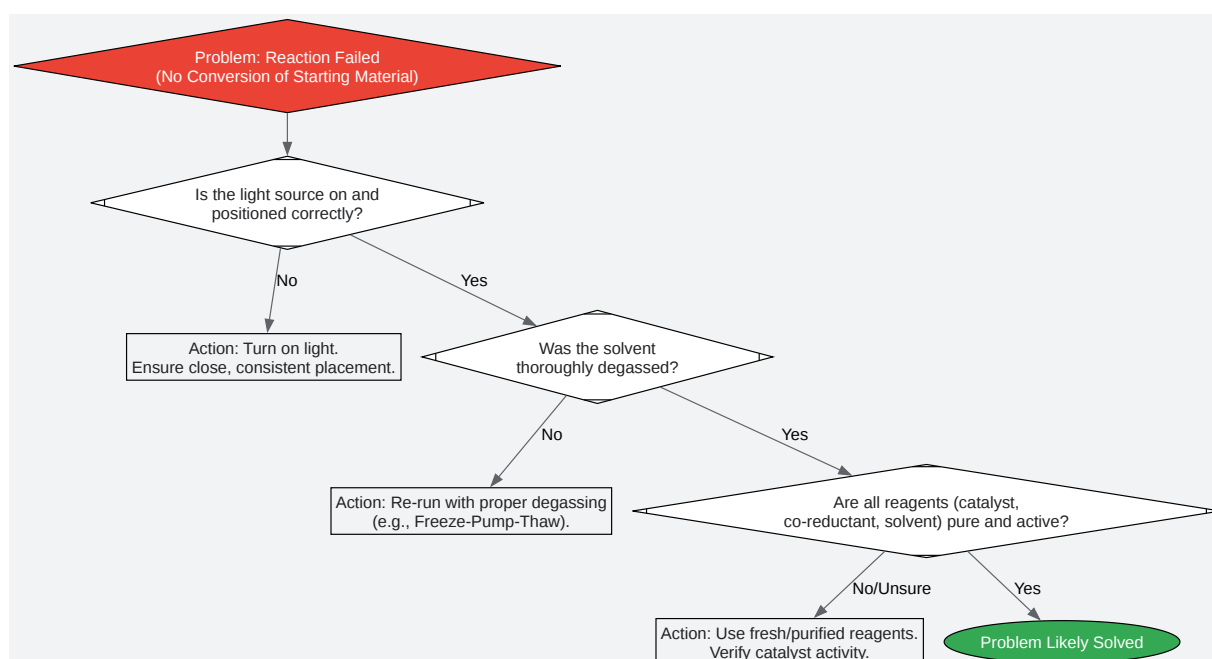 Problem: Reaction Failed
(No Conversion of Starting Material)
Is the light source on and
positioned correctly?
No
Yes
Action: Turn on light.
Ensure close, consistent placement.
Was the solvent
thoroughly degassed?
No
Yes
Action: Re-run with proper degassing
(e.g., Freeze-Pump-Thaw).
Are all reagents (catalyst,
co-reductant, solvent) pure and active?
No/Unsure
Yes
Action: Use fresh/purified reagents.
Verify catalyst activity.
Problem Likely Solved